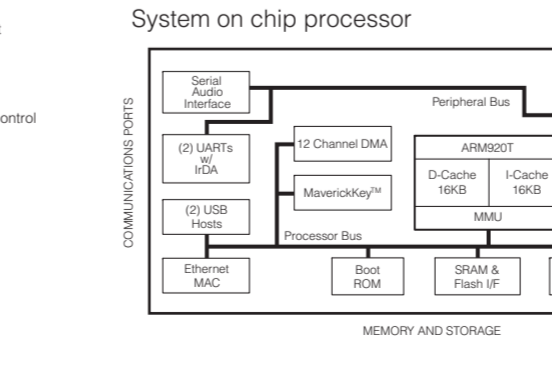 System on chip processor
ontrol
COMMUNICATIONS PORTS
Serial
Audio
Interface
Peripheral Bus
(2) UARTs
w/
IrDA
12 Channel DMA
ARM920T
D-Cache
16KB
I-Cache
16KB
MaverickKey™
(2) USB
Hosts
MMU
Processor Bus
Ethernet
MAC
Boot
ROM
SRAM &
Flash I/F
MEMORY AND STORAGE